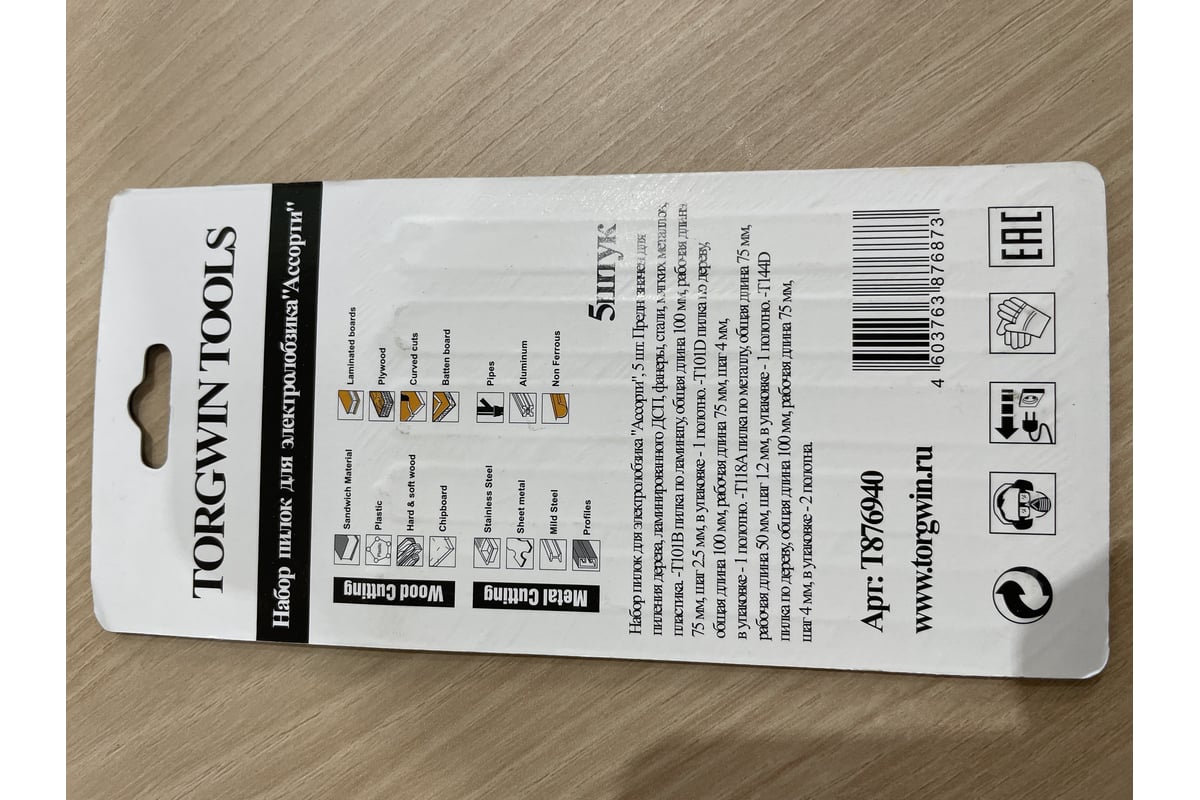 TORGWIN TOOLS
Набор пилок для электролобзика"Ассорти"
Wood Cutting
Sandwich Material
Plastic
Hard & soft wood
Chipboard
Laminated boards
Plywood
Curved cuts
Batten board
Metal Cutting
Stainless Steel
Sheet metal
Mild Steel
Profiles
Pipes
Aluminum
Non Ferrous
5штук
Набор пилок для электролобзика "Ассорти", 5 шт. Предназначен для
пиления дерева, ламинированного ДСП, фанеры, стали, мягких металлов,
пластика. -T101B пилка по ламинату, общая длина 100 мм, рабочая длина
75 мм, шаг 2.5 мм, в упаковке - 1 полотно. -T101D пилка по дереву,
общая длина 100 мм, рабочая длина 75 мм, шаг 4 мм,
в упаковке - 1 полотно. -T118A пилка по металлу, общая длина 75 мм,
рабочая длина 50 мм, шаг 1.2 мм, в упаковке - 1 полотно. -T144D
пилка по дереву, общая длина 100 мм, рабочая длина 75 мм,
шаг 4 мм, в упаковке - 2 полотна.
Арт: T876940
www.torgwin.ru
4 603763 876873
EAC